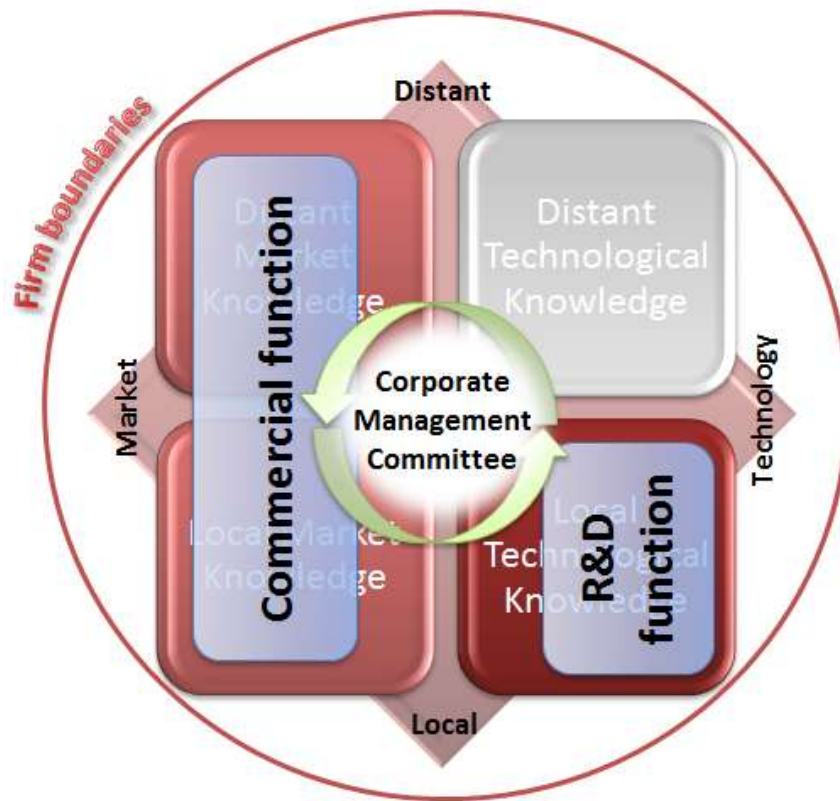 Distant
Firm boundaries
Distant
Market
Knowledge
Commercial function
Distant
Technological
Knowledge
Market
Corporate
Management
Committee
Technology
Local Market
Knowledge
Local
Technological
Knowledge
R&D
function
Local